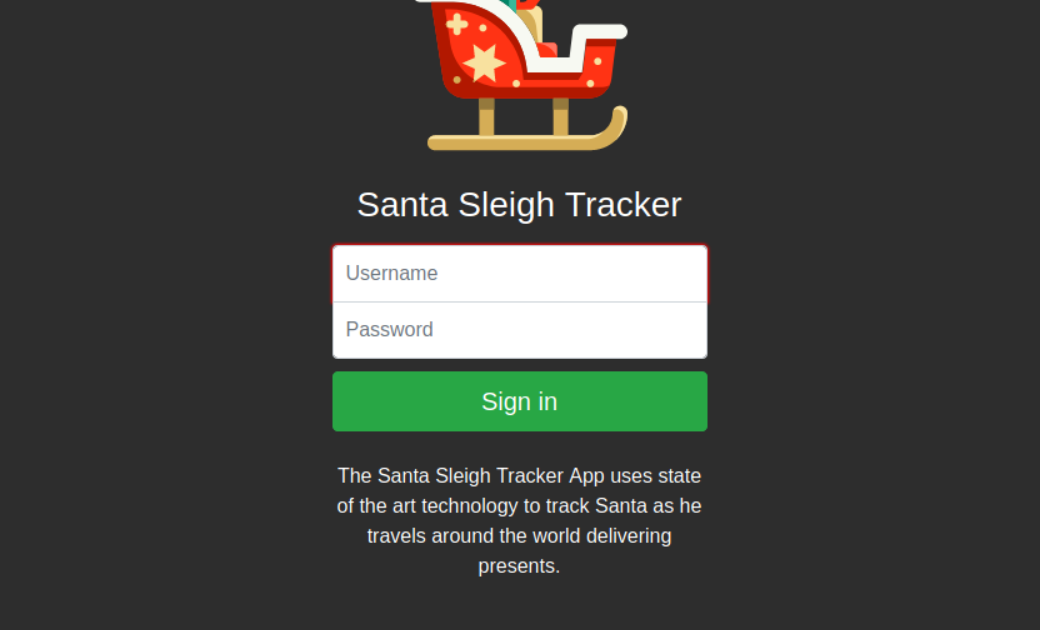 Santa Sleigh Tracker
Username
Password
Sign in
The Santa Sleigh Tracker App uses state
of the art technology to track Santa as he
travels around the world delivering
presents.